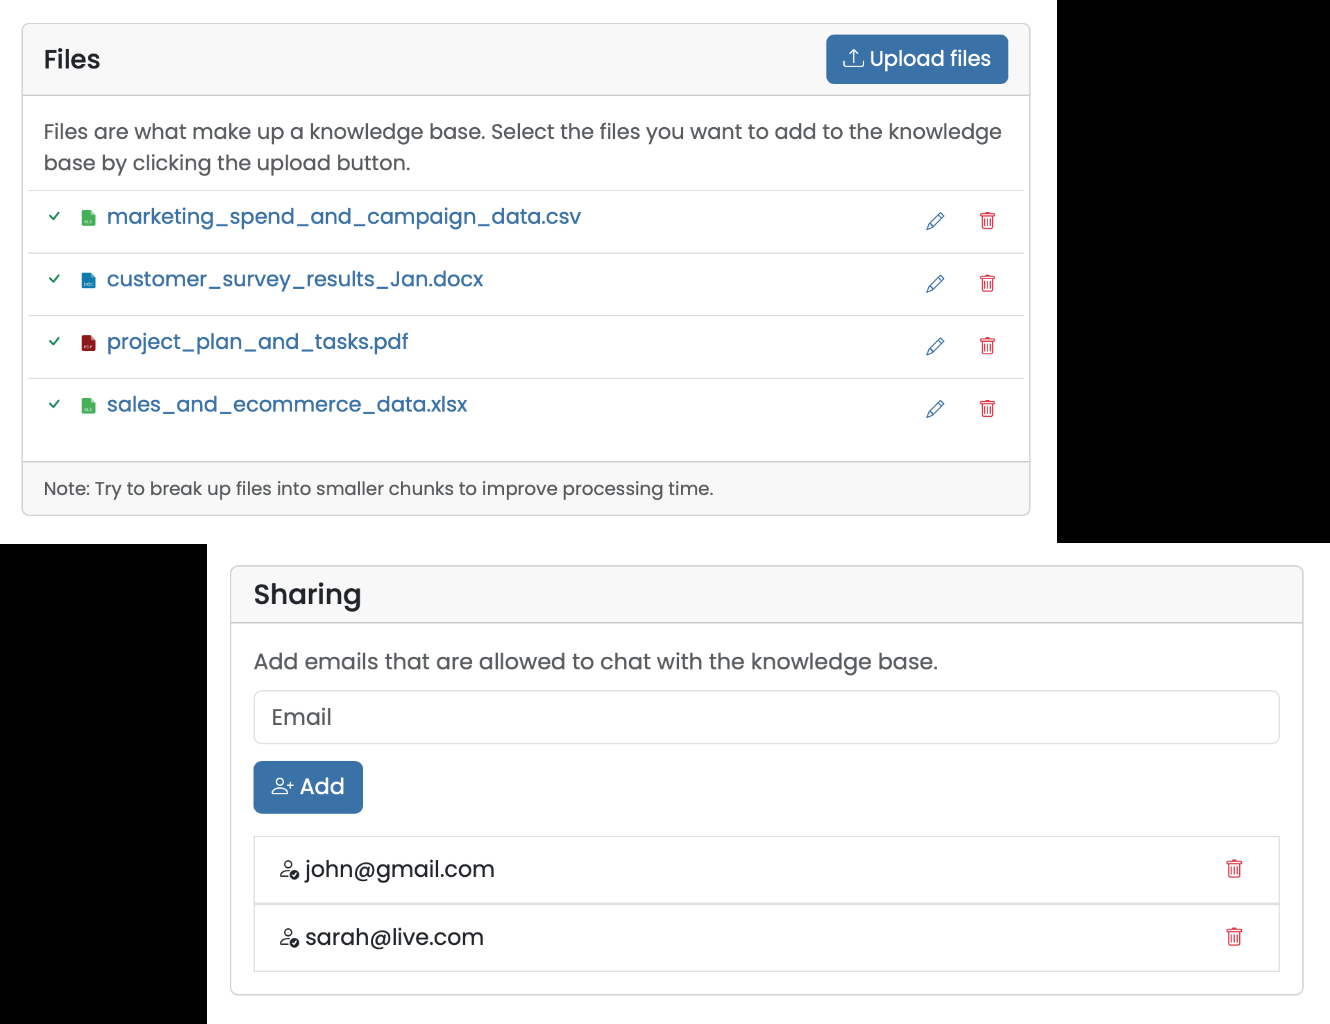 Files
Upload files
Files are what make up a knowledge base. Select the files you want to add to the knowledge
base by clicking the upload button.
marketing_spend_and_campaign_data.csv
customer_survey_results_Jan.docx
project_plan_and_tasks.pdf
sales_and_ecommerce_data.xlsx
Note: Try to break up files into smaller chunks to improve processing time.
Sharing
Add emails that are allowed to chat with the knowledge base.
Email
Add
john@gmail.com
sarah@live.com